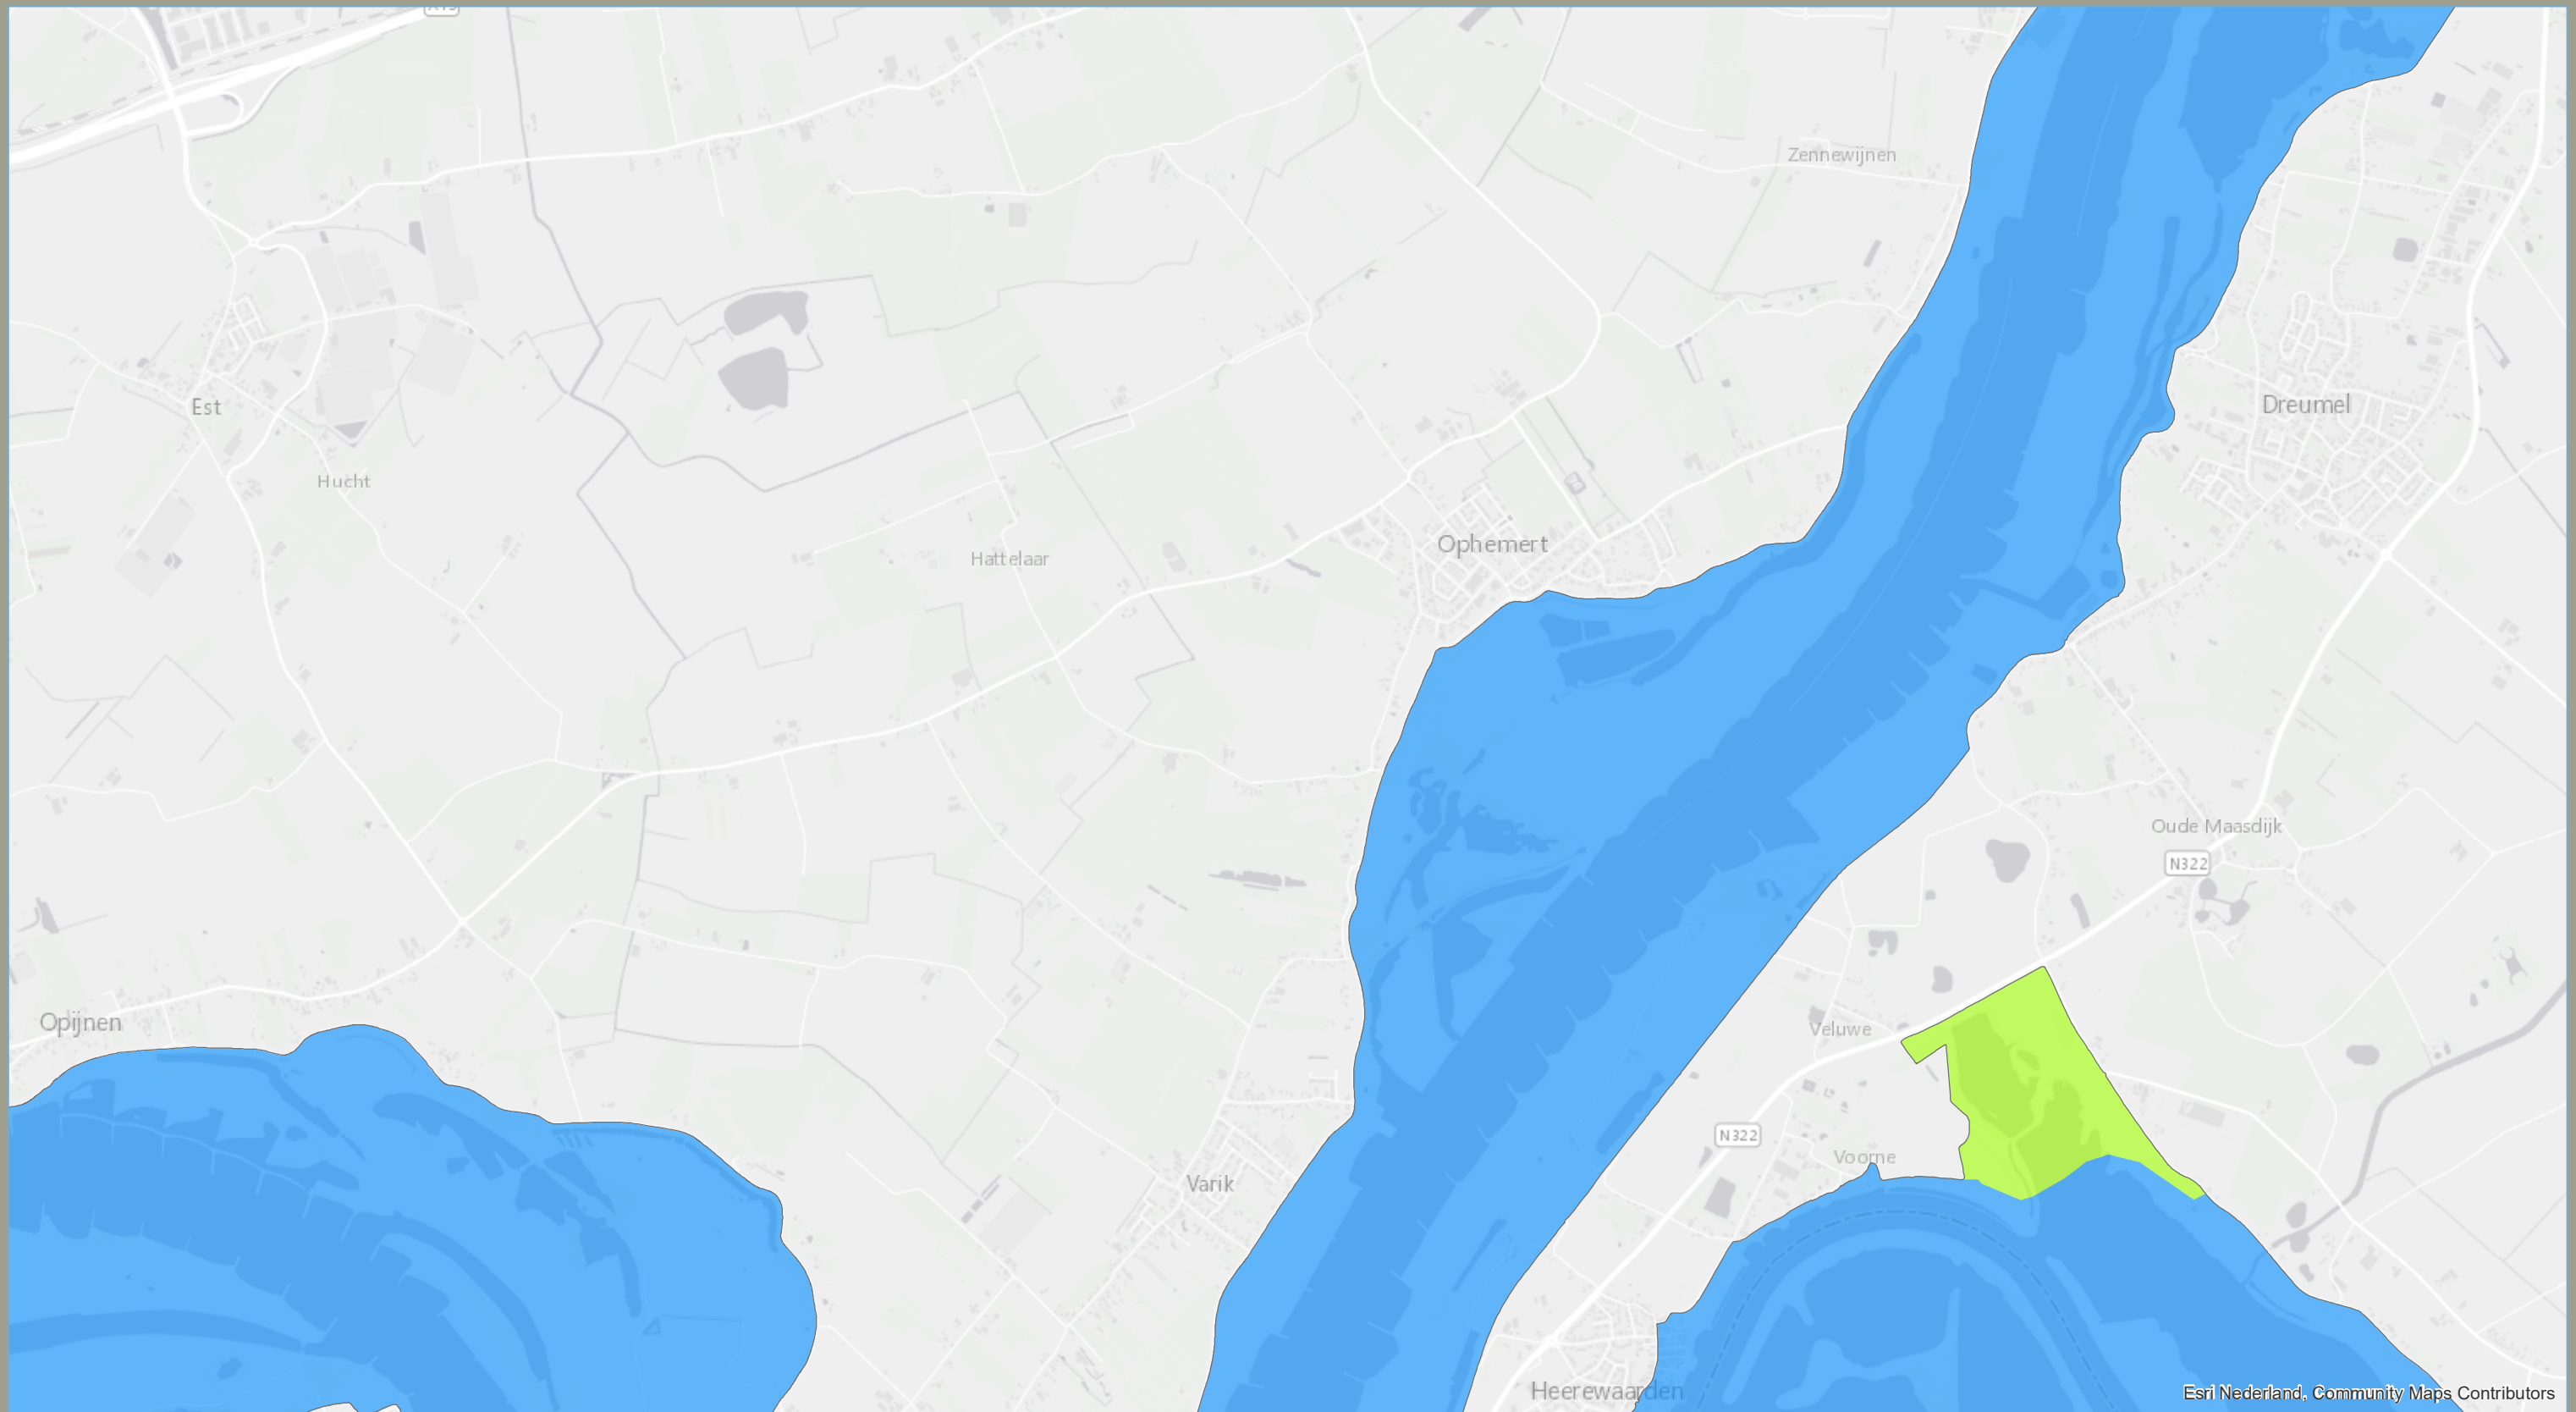 Zennewijnen
Est
Dreumel
Hucht
Ophemert
Hattelaar
Oude Maasdijk
N322
Opijnen
Veluwe
N322
Voorne
Varik
Heerewaarden
Esri Nederland, Community Maps Contributors